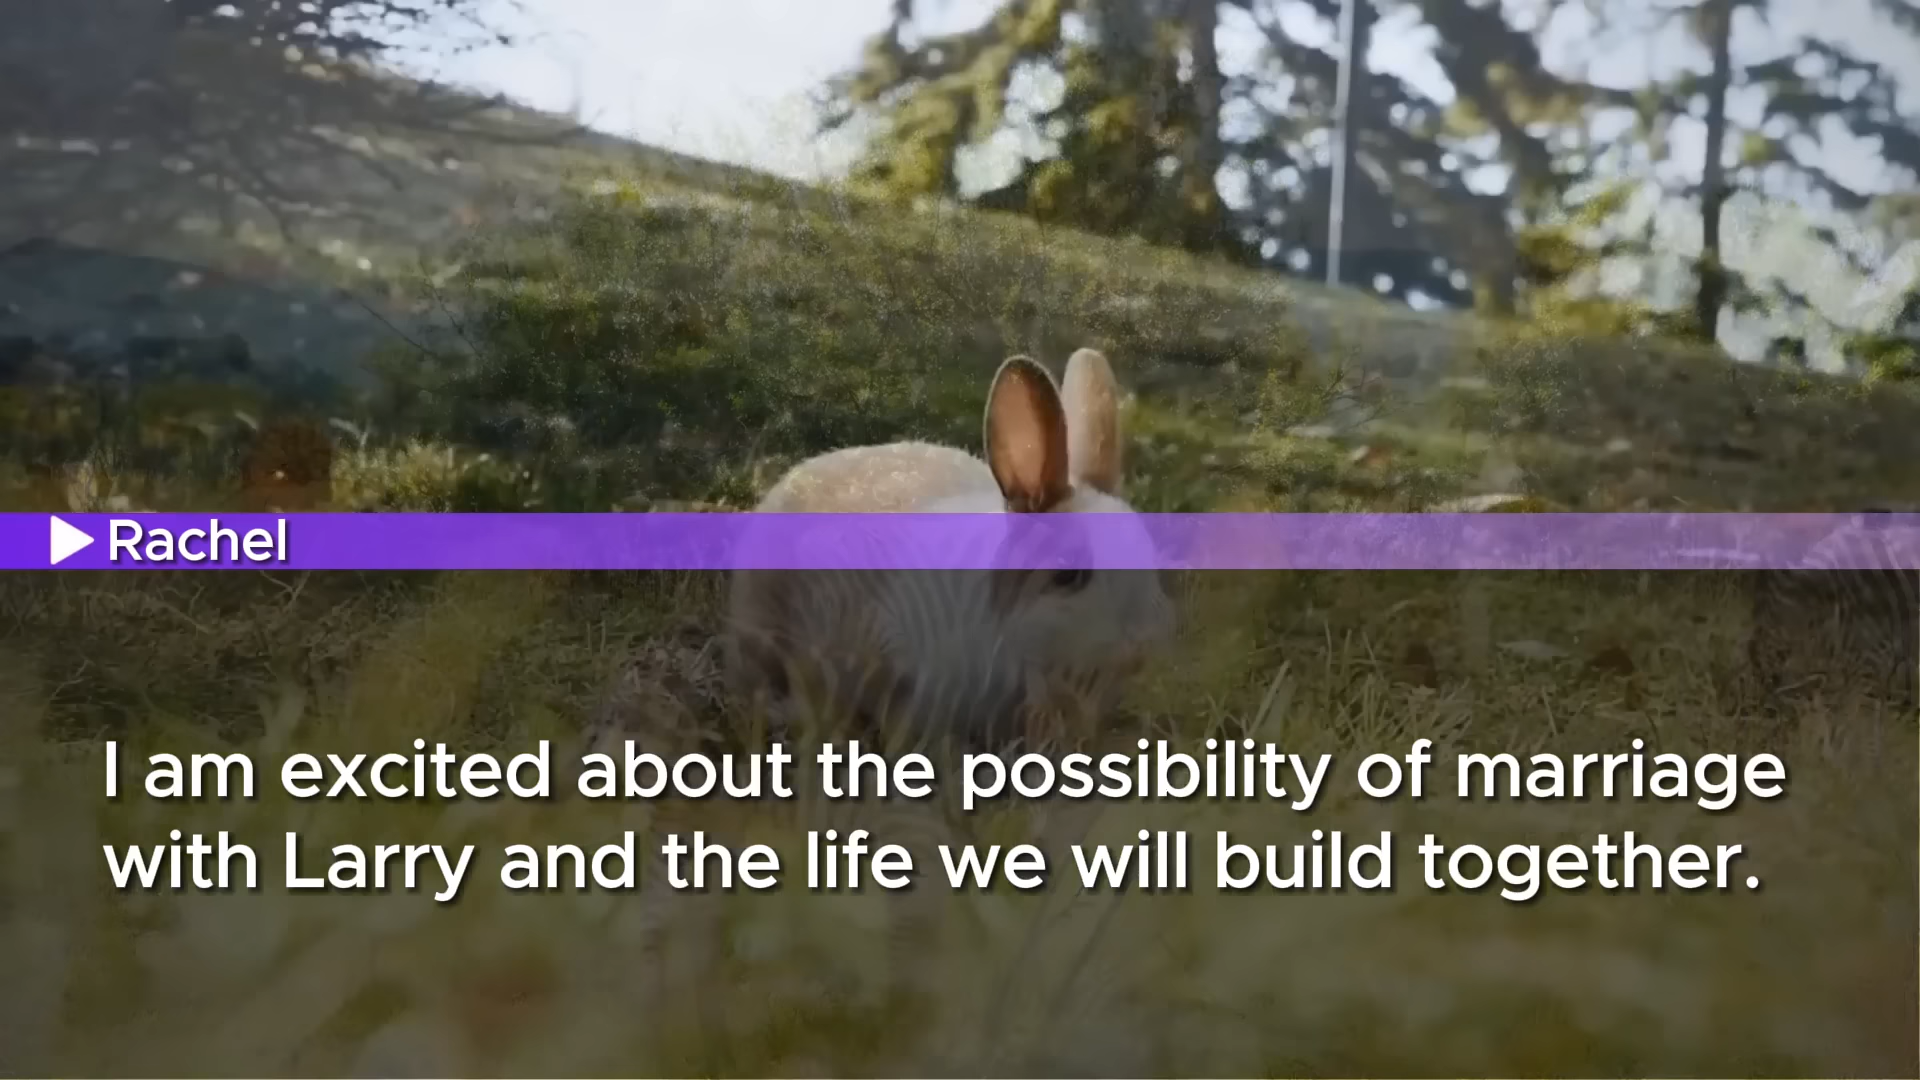 Rachel
I am excited about the possibility of marriage
with Larry and the life we will build together.